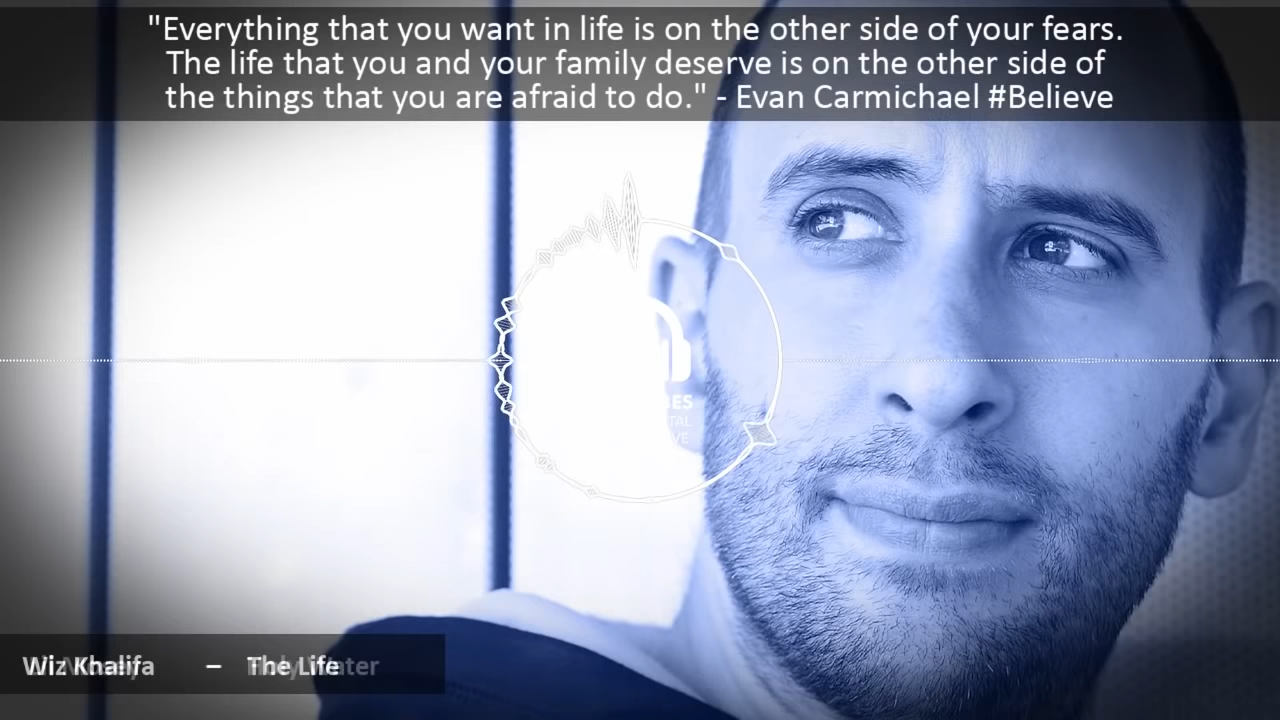 "Everything that you want in life is on the other side of your fears.
The life that you and your family deserve is on the other side of
the things that you are afraid to do." - Evan Carmichael #Believe
Wiz Khalifa – The Life